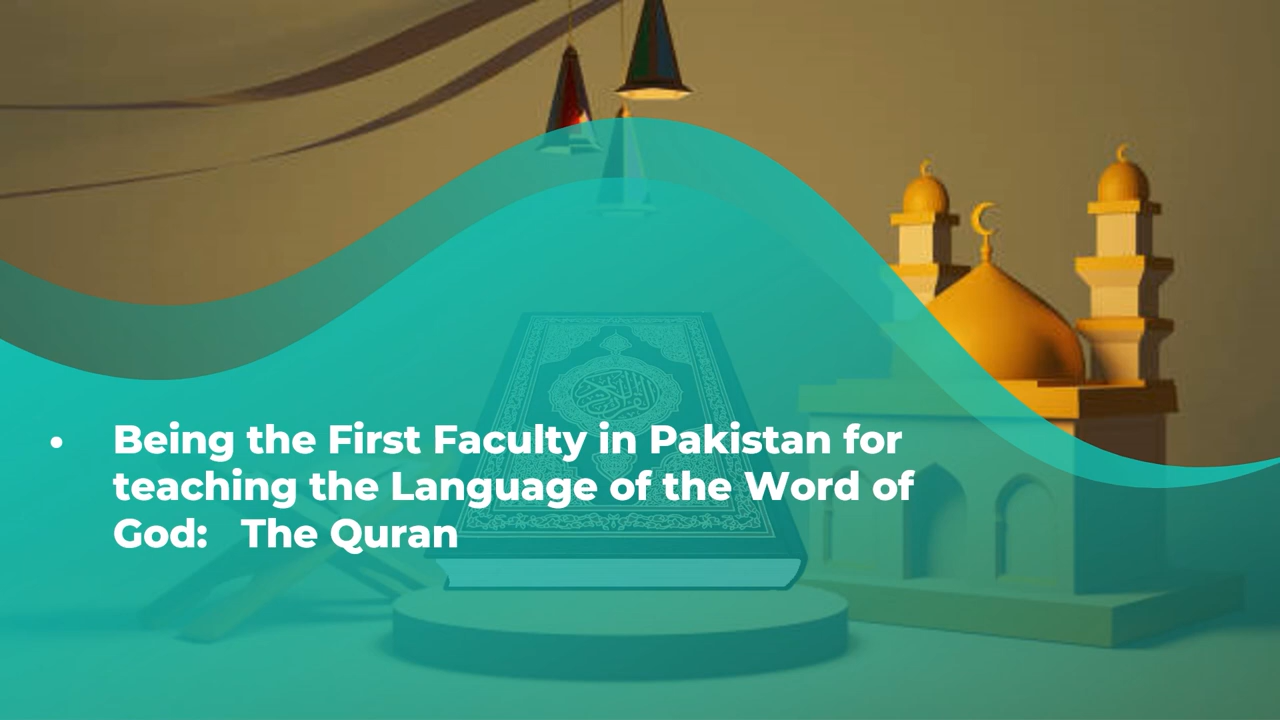 • Being the First Faculty in Pakistan for
teaching the Language of the Word of
God: The Quran